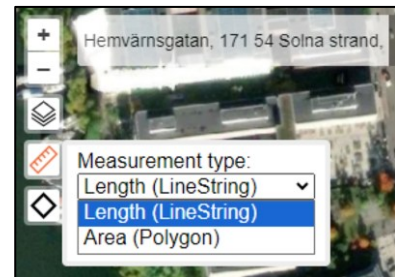 +
Hemvärnsgatan, 171 54 Solna strand,
−
Measurement type:
Length (LineString)
Length (LineString)
Area (Polygon)